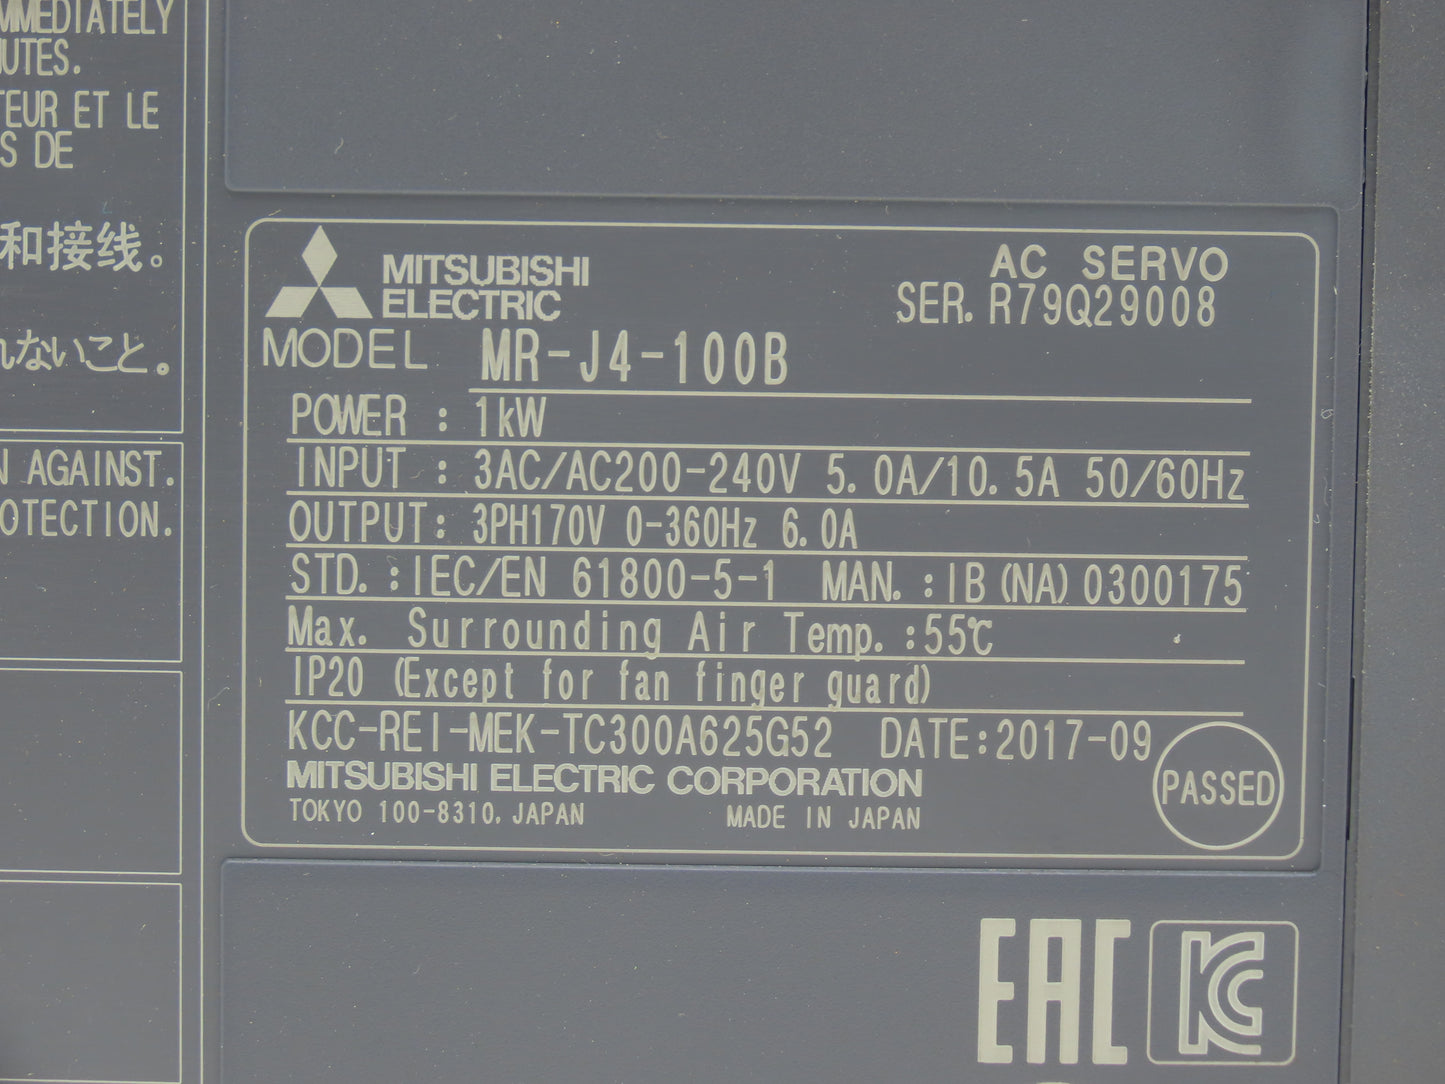 MMEDIATELY
UTES.
TEUR ET LE
S DE
和接线。
れないこと。
N AGAINST.
OTECTION.
MITSUBISHI
ELECTRIC
AC SERVO
SER. R79Q29008
MODEL MR-J4-100B
POWER : 1kW
INPUT : 3AC/AC200-240V 5.0A/10.5A 50/60Hz
OUTPUT: 3PH170V 0-360Hz 6.0A
STD. : IEC/EN 61800-5-1 MAN. : IB (NA) 0300175
Max. Surrounding Air Temp. : 55℃
IP20 (Except for fan finger guard)
KCC-REI-MEK-TC300A625G52 DATE:2017-09
PASSED
MITSUBISHI ELECTRIC CORPORATION
TOKYO 100-8310, JAPAN MADE IN JAPAN
EAC
KC